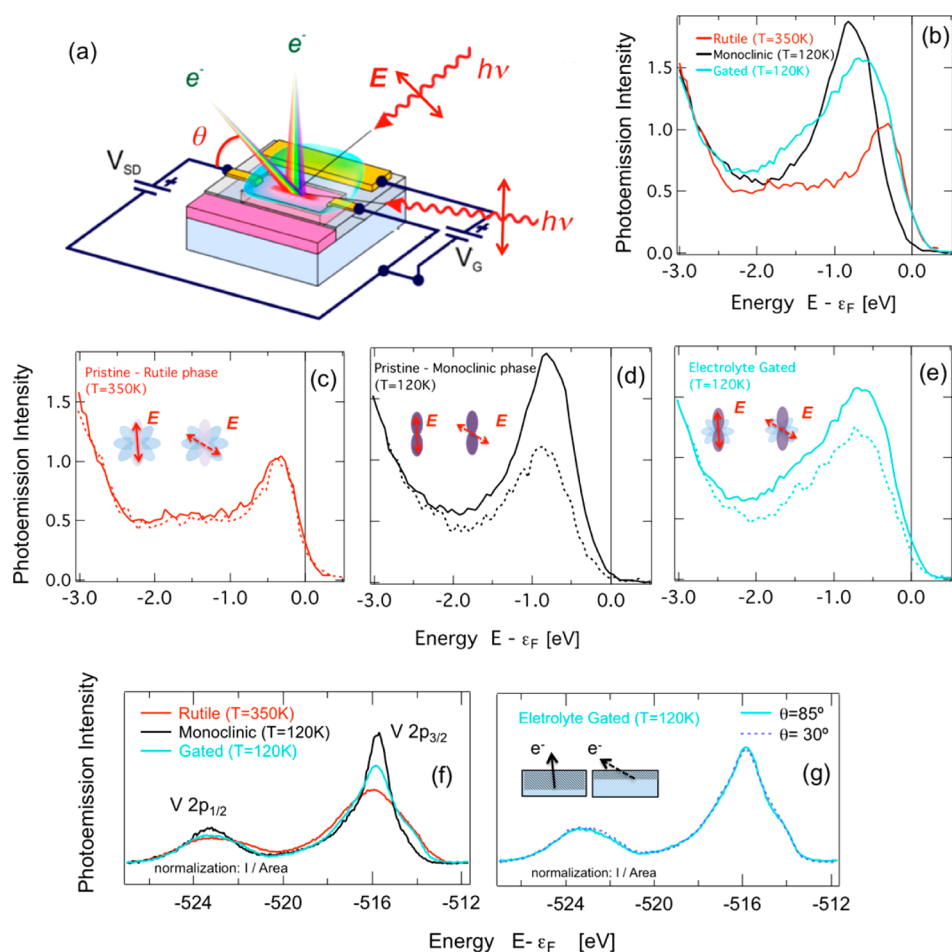 (a)
e-
e-
E
hν
θ
VSD
hν
VG
(b)
Rutile (T=350K)
Monoclinic (T=120K)
Gated (T=120K)
Photoemission Intensity
1.5
1.0
0.5
0.0
-3.0 -2.0 -1.0 0.0
Energy E - εF [eV]
Pristine - Rutile phase
(T=350K)
(c)
E
E
Photoemission Intensity
1.5
1.0
0.5
0.0
-3.0 -2.0 -1.0 0.0
Pristine - Monoclinic phase
(T=120K)
(d)
E
E
-3.0 -2.0 -1.0 0.0
Electrolyte Gated
(T=120K)
(e)
E
E
-3.0 -2.0 -1.0 0.0
Energy E - εF [eV]
Photoemission Intensity
Rutile (T=350K)
Monoclinic (T=120K)
Gated (T=120K)
V 2p3/2
(f)
V 2p1/2
normalization: I / Area
-524 -520 -516 -512
Eletrolyte Gated (T=120K)
θ=85º
θ= 30º
e-
e-
(g)
normalization: I / Area
-524 -520 -516 -512
Energy E- εF [eV]